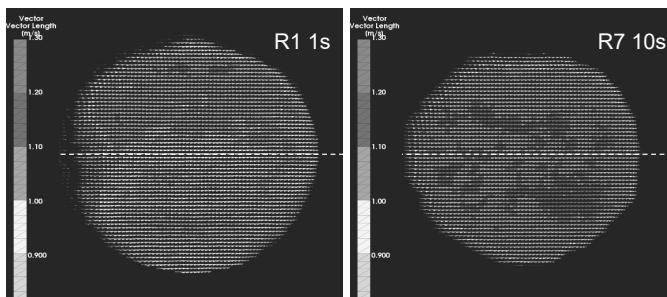 Vector
Vector Length
(m/s)
1.30
1.20
1.10
1.00
0.900
R1 1s
Vector
Vector Length
(m/s)
1.30
1.20
1.10
1.00
0.900
R7 10s